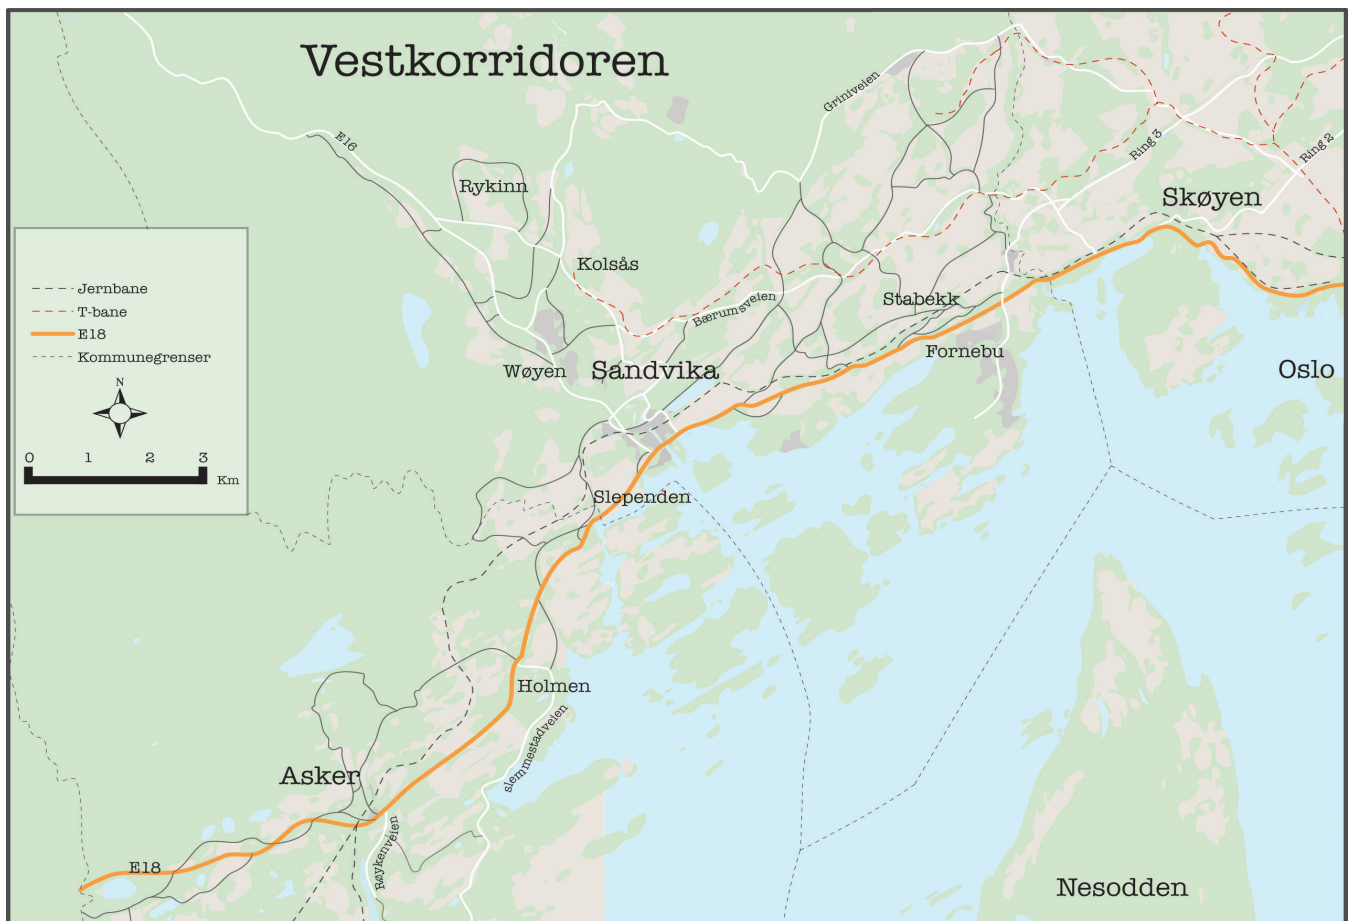 Vestkorridoren
Griniveien
E16
Ring 3
Ring 2
Rykinn
Skøyen
Kolsås
Jernbane
T-bane
E18
Kommunegrenser
Bærumsveien
Stabekk
Fornebu
Wøyen
Sandvika
Oslo
N
0 1 2 3
Km
Slependen
Holmen
slemmestadveien
Asker
Røykenveien
E18
Nesodden